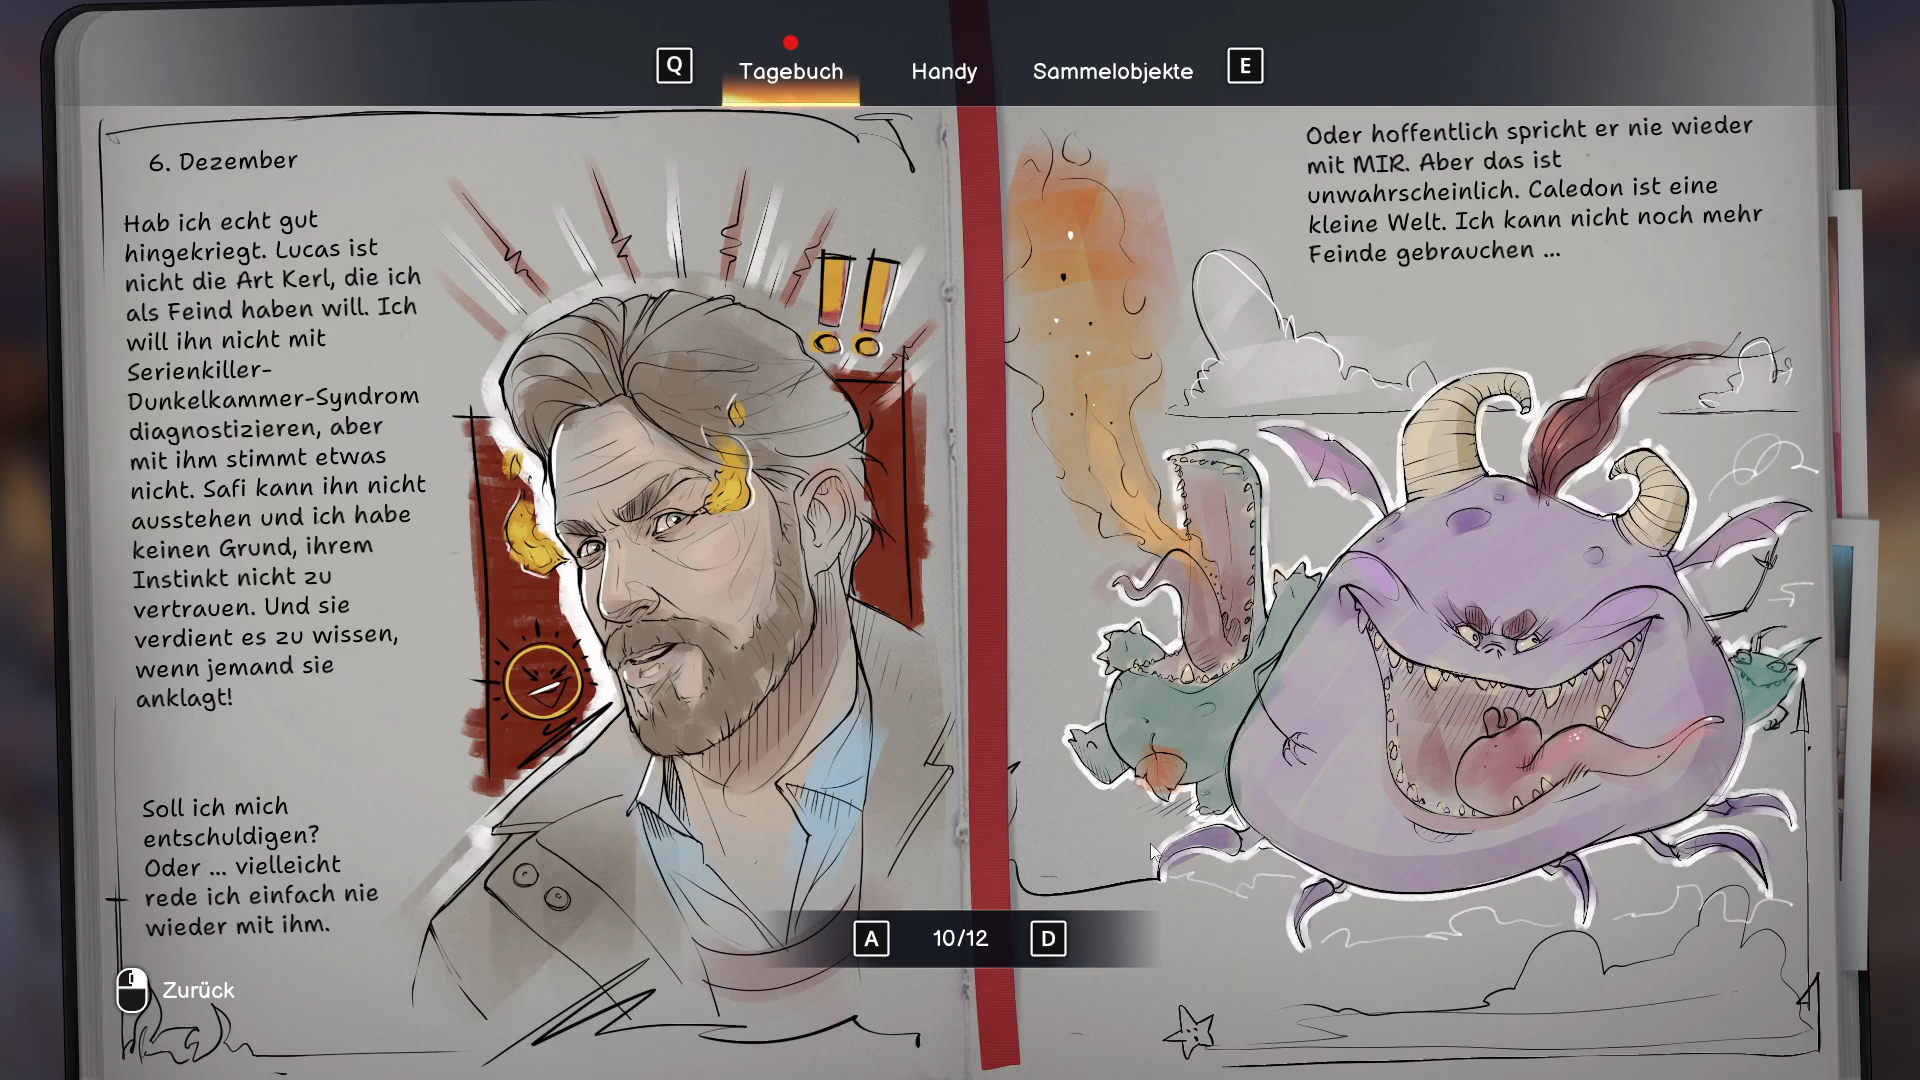 Q
Tagebuch
Handy
Sammelobjekte
E
6. Dezember
Hab ich echt gut
hingekriegt. Lucas ist
nicht die Art Kerl, die ich
als Feind haben will. Ich
will ihn nicht mit
Serienkiller-
Dunkelkammer-Syndrom
diagnostizieren, aber
mit ihm stimmt etwas
nicht. Safi kann ihn nicht
ausstehen und ich habe
keinen Grund, ihrem
Instinkt nicht zu
vertrauen. Und sie
verdient es zu wissen,
wenn jemand sie
anklagt!
Soll ich mich
entschuldigen?
Oder ... vielleicht
rede ich einfach nie
wieder mit ihm.
!!
Oder hoffentlich spricht er nie wieder
mit MIR. Aber das ist
unwahrscheinlich. Caledon ist eine
kleine Welt. Ich kann nicht noch mehr
Feinde gebrauchen ...
A
10/12
D
Zurück